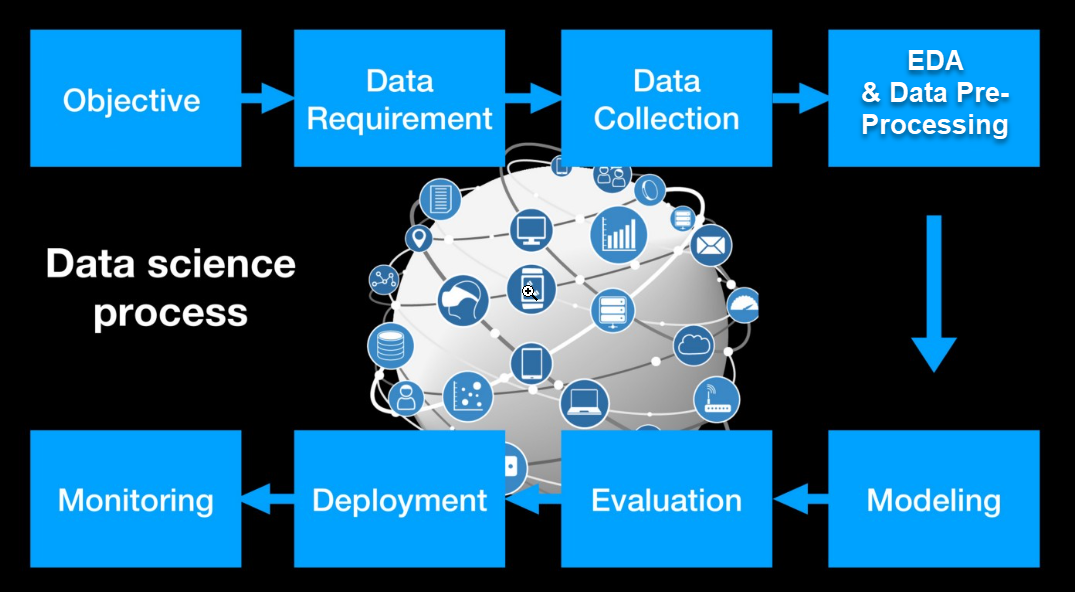 Objective
Data
Requirement
Data
Collection
EDA
& Data Pre-
Processing
Data science
process
Monitoring
Deployment
Evaluation
Modeling